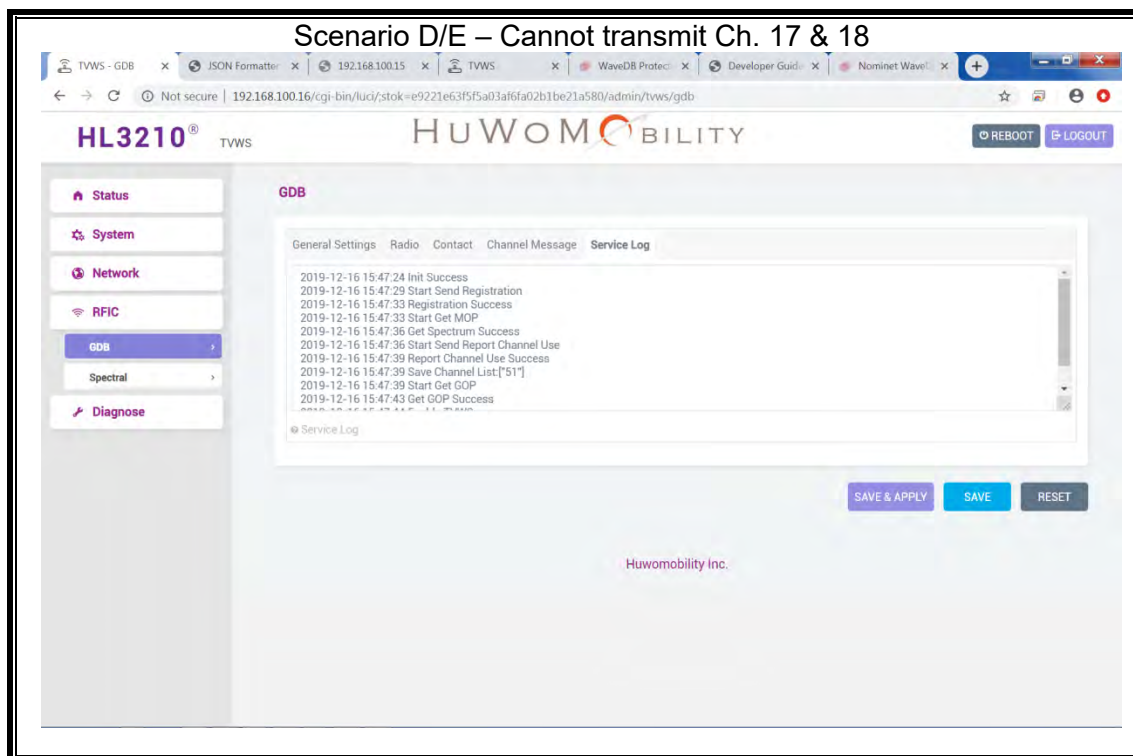 Scenario D/E – Cannot transmit Ch. 17 & 18
TVWS - GDB JSON Formatter 192.168.100.15 TVWS WaveDB Protec Developer Guid Nominet Wave
Not secure | 192.168.100.16/cgi-bin/luci/;stok=e9221e63f5f5a03af6fa02b1be21a580/admin/tvws/gdb
HL3210® TVWS HUWOMOBILITY REBOOT LOGOUT
Status
System
Network
RFIC
GDB
Spectral
Diagnose
GDB
General Settings Radio Contact Channel Message Service Log
2019-12-16 15:47:24 Init Success
2019-12-16 15:47:29 Start Send Registration
2019-12-16 15:47:33 Registration Success
2019-12-16 15:47:33 Start Get MOP
2019-12-16 15:47:36 Get Spectrum Success
2019-12-16 15:47:36 Start Send Report Channel Use
2019-12-16 15:47:39 Report Channel Use Success
2019-12-16 15:47:39 Save Channel List:["51"]
2019-12-16 15:47:39 Start Get GOP
2019-12-16 15:47:43 Get GOP Success
Service Log
SAVE & APPLY SAVE RESET
Huwomobility Inc.